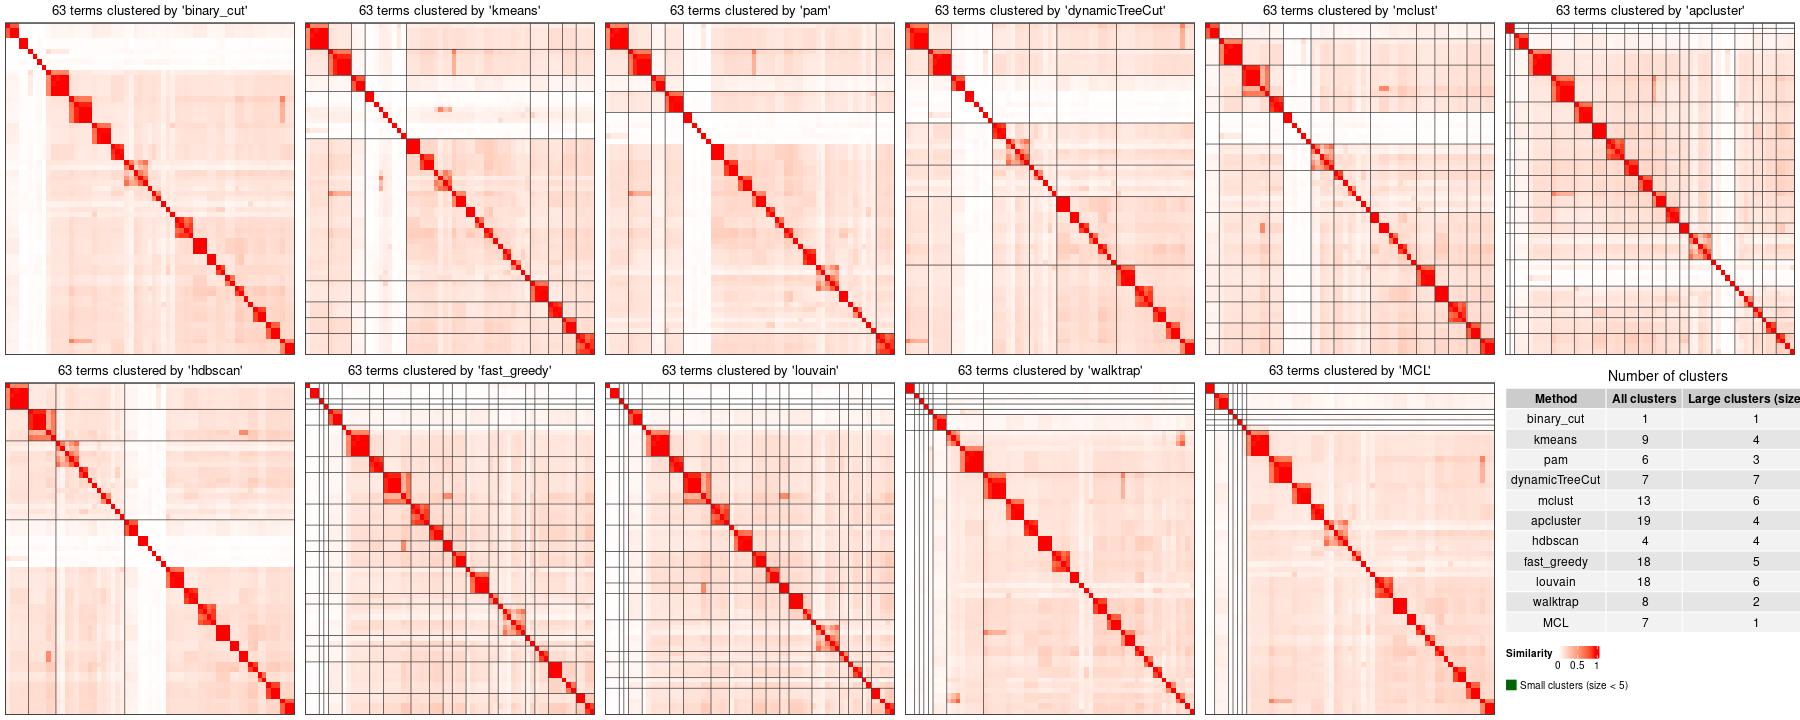 63 terms clustered by 'binary_cut'
63 terms clustered by 'kmeans'
63 terms clustered by 'pam'
63 terms clustered by 'dynamicTreeCut'
63 terms clustered by 'mclust'
63 terms clustered by 'apcluster'
63 terms clustered by 'hdbscan'
63 terms clustered by 'fast_greedy'
63 terms clustered by 'louvain'
63 terms clustered by 'walktrap'
63 terms clustered by 'MCL'
Number of clusters
Method All clusters Large clusters (size
binary_cut 1 1
kmeans 9 4
pam 6 3
dynamicTreeCut 7 7
mclust 13 6
apcluster 19 4
hdbscan 4 4
fast_greedy 18 5
louvain 18 6
walktrap 8 2
MCL 7 1
Similarity
0 0.5 1
Small clusters (size < 5)